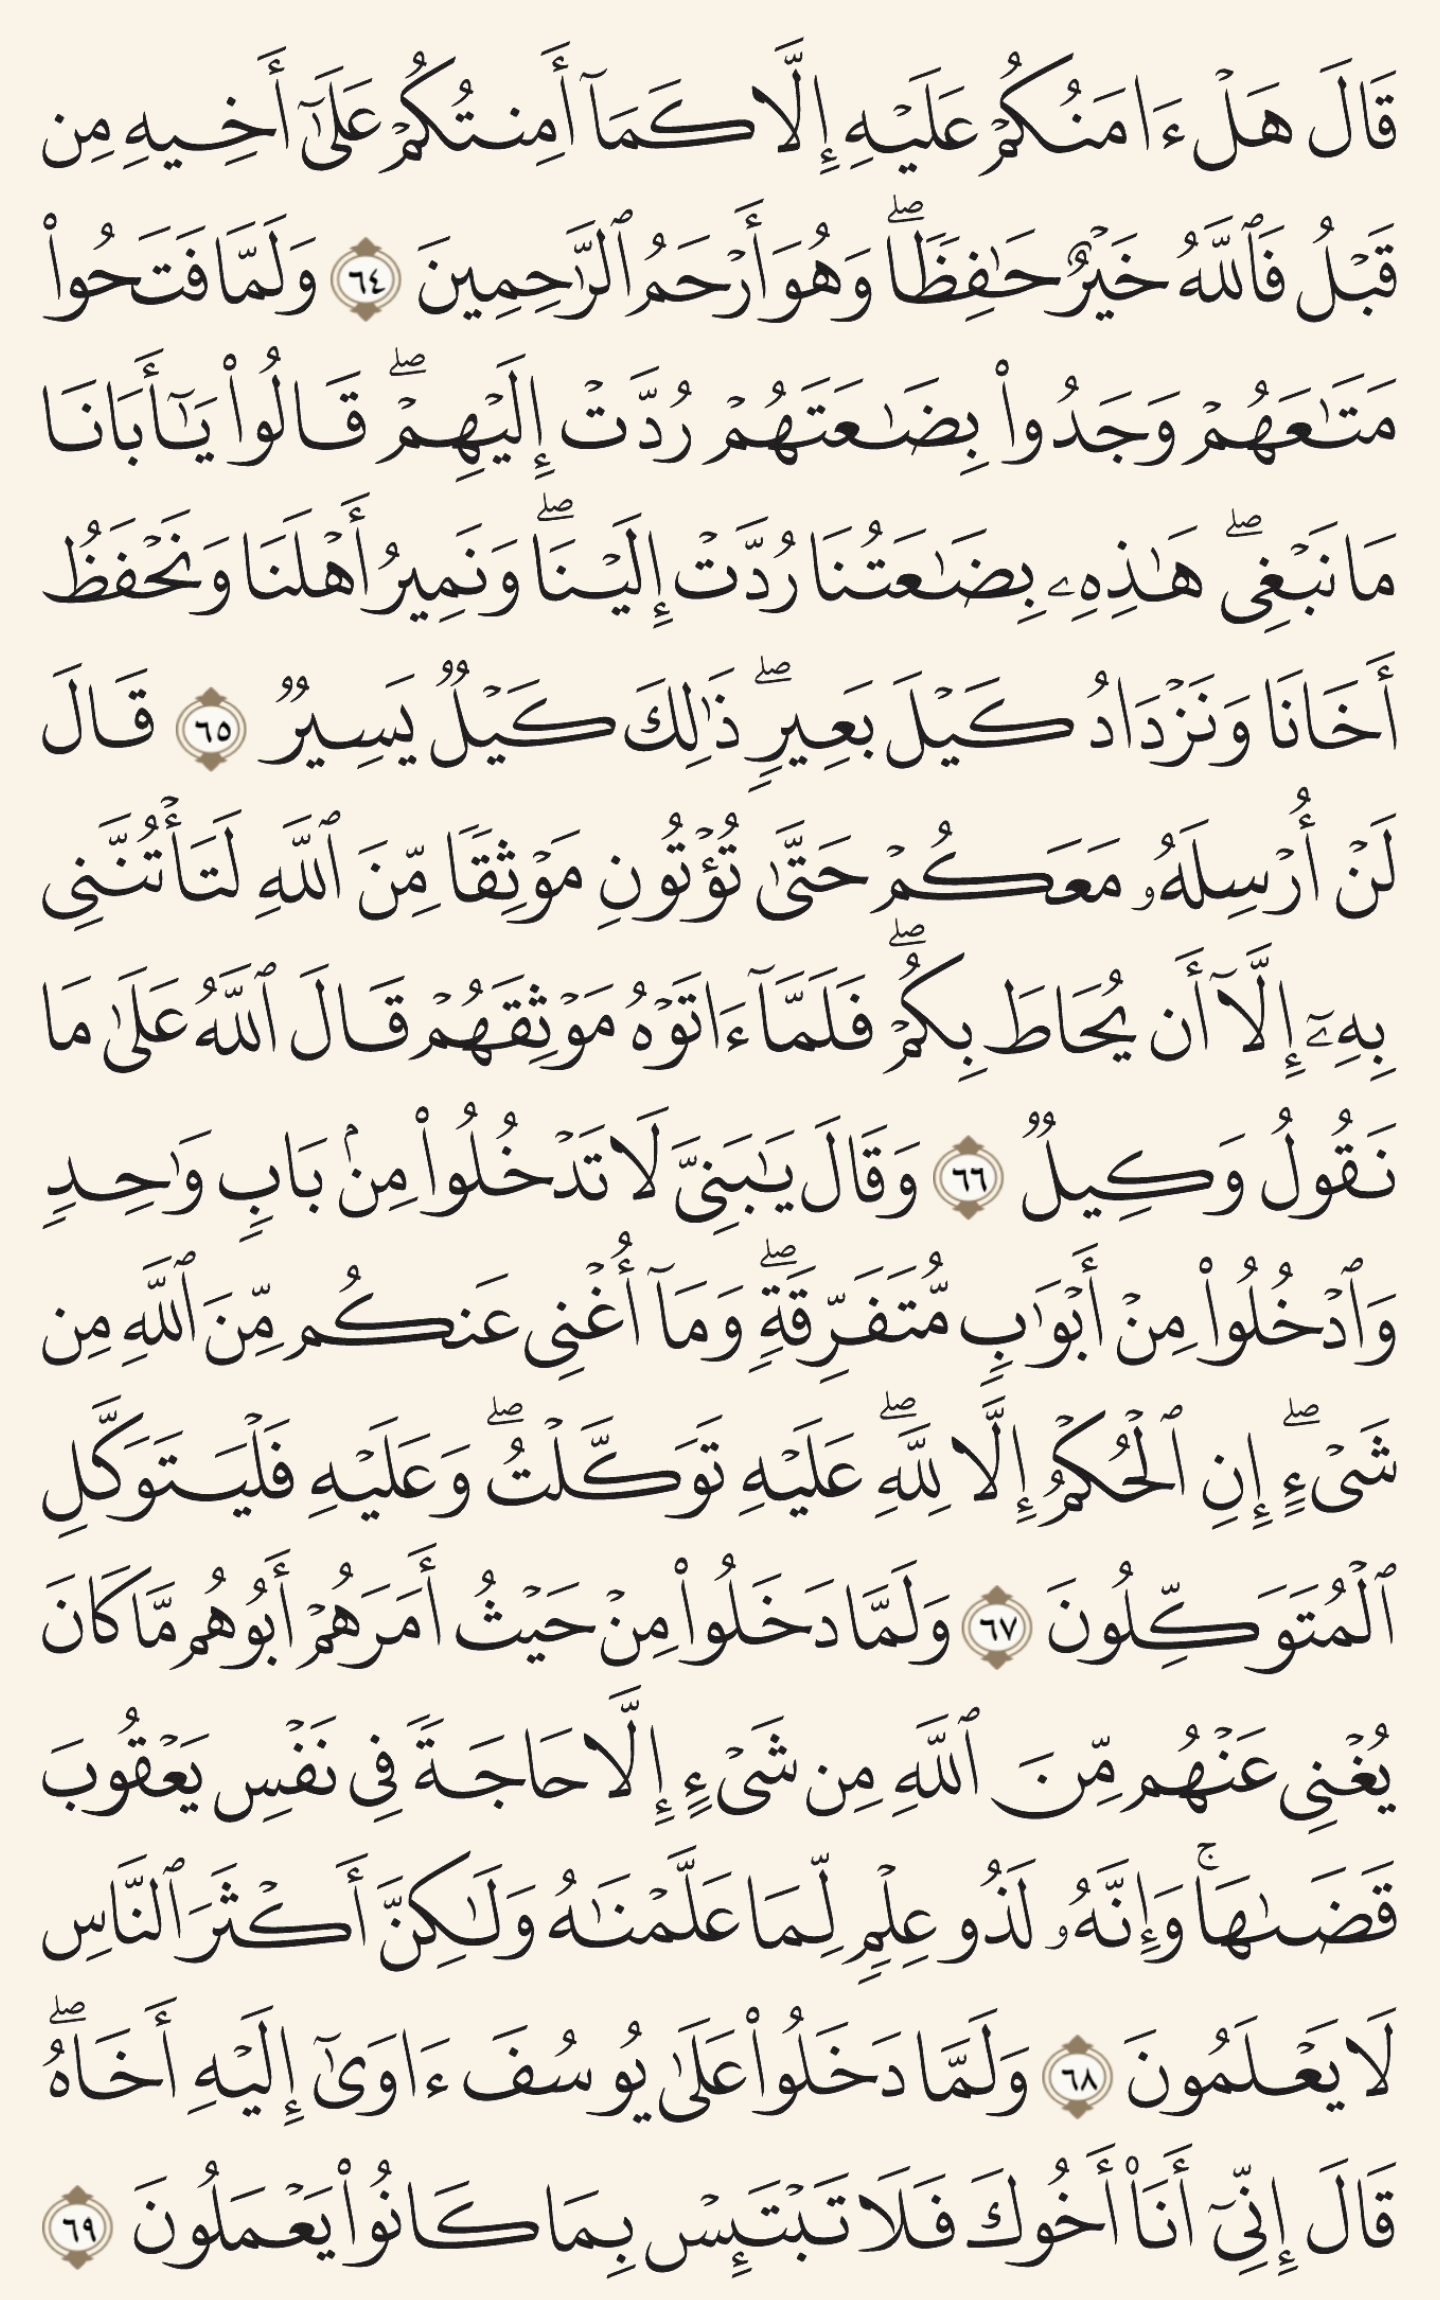 قَالَ هَلْ ءَامَنُكُمْ عَلَيْهِ إِلَّا كَمَآ أَمِنتُكُمْ عَلَىٰٓ أَخِيهِ مِن
قَبْلُ فَٱللَّهُ خَيْرٌ حَـٰفِظًا ۖ وَهُوَ أَرْحَمُ ٱلرَّٰحِمِينَ ٦٤ وَلَمَّا فَتَحُوا۟
مَتَـٰعَهُمْ وَجَدُوا۟ بِضَـٰعَتَهُمْ رُدَّتْ إِلَيْهِمْ ۖ قَالُوا۟ يَـٰٓأَبَانَا
مَا نَبْغِى ۖ هَـٰذِهِۦ بِضَـٰعَتُنَا رُدَّتْ إِلَيْنَا ۖ وَنَمِيرُ أَهْلَنَا وَنَحْفَظُ
أَخَانَا وَنَزْدَادُ كَيْلَ بَعِيرٍ ۖ ذَٰلِكَ كَيْلٌ يَسِيرٌ ٦٥ قَالَ
لَنْ أُرْسِلَهُۥ مَعَكُمْ حَتَّىٰ تُؤْتُونِ مَوْثِقًا مِّنَ ٱللَّهِ لَتَأْتُنَّنِى
بِهِۦٓ إِلَّآ أَن يُحَاطَ بِكُمْ ۖ فَلَمَّآ ءَاتَوْهُ مَوْثِقَهُمْ قَالَ ٱللَّهُ عَلَىٰ مَا
نَقُولُ وَكِيلٌ ٦٦ وَقَالَ يَـٰبَنِىَّ لَا تَدْخُلُوا۟ مِنۢ بَابٍ وَٰحِدٍ
وَٱدْخُلُوا۟ مِنْ أَبْوَٰبٍ مُّتَفَرِّقَةٍ ۖ وَمَآ أُغْنِى عَنكُم مِّنَ ٱللَّهِ مِن
شَىْءٍ ۖ إِنِ ٱلْحُكْمُ إِلَّا لِلَّهِ ۖ عَلَيْهِ تَوَكَّلْتُ ۖ وَعَلَيْهِ فَلْيَتَوَكَّلِ
ٱلْمُتَوَكِّلُونَ ٦٧ وَلَمَّا دَخَلُوا۟ مِنْ حَيْثُ أَمَرَهُمْ أَبُوهُم مَّا كَانَ
يُغْنِى عَنْهُم مِّنَ ٱللَّهِ مِن شَىْءٍ إِلَّا حَاجَةً فِى نَفْسِ يَعْقُوبَ
قَضَىٰهَا ۚ وَإِنَّهُۥ لَذُو عِلْمٍ لِّمَا عَلَّمْنَـٰهُ وَلَـٰكِنَّ أَكْثَرَ ٱلنَّاسِ
لَا يَعْلَمُونَ ٦٨ وَلَمَّا دَخَلُوا۟ عَلَىٰ يُوسُفَ ءَاوَىٰٓ إِلَيْهِ أَخَاهُ ۖ
قَالَ إِنِّىٓ أَنَا۠ أَخُوكَ فَلَا تَبْتَئِسْ بِمَا كَانُوا۟ يَعْمَلُونَ ٦٩